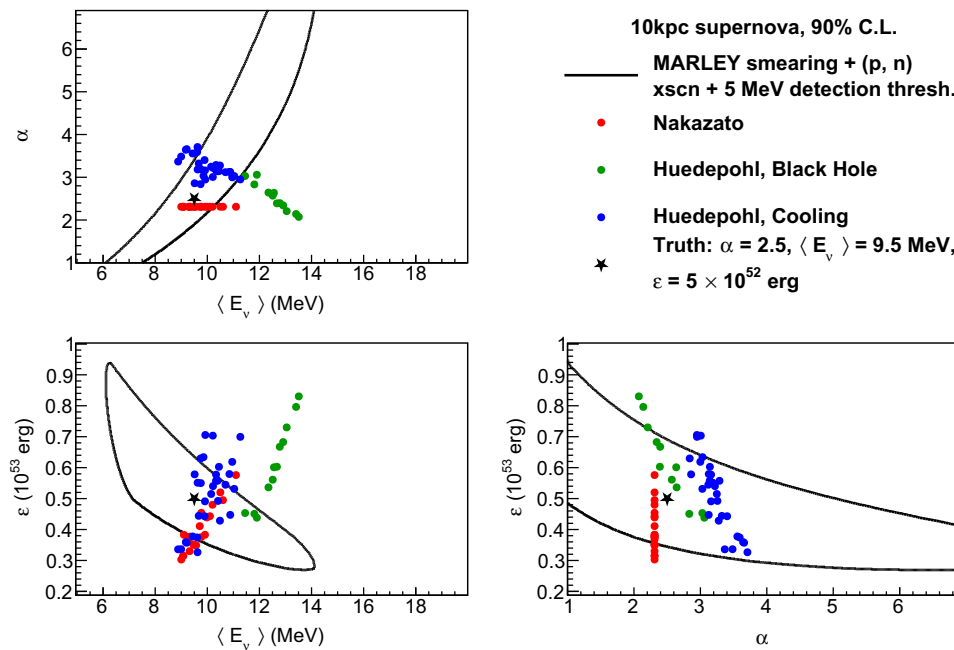 10kpc supernova, 90% C.L.
MARLEY smearing + (p, n)
xscn + 5 MeV detection thresh.
Nakazato
Huedepohl, Black Hole
Huedepohl, Cooling
Truth: α = 2.5, ⟨ E_ν ⟩ = 9.5 MeV,
ε = 5 × 10^52 erg
α
6
5
4
3
2
1
6 8 10 12 14 16 18
⟨ E_ν ⟩ (MeV)
ε (10^53 erg)
1
0.9
0.8
0.7
0.6
0.5
0.4
0.3
0.2
6 8 10 12 14 16 18
⟨ E_ν ⟩ (MeV)
ε (10^53 erg)
1
0.9
0.8
0.7
0.6
0.5
0.4
0.3
0.2
1 2 3 4 5 6
α